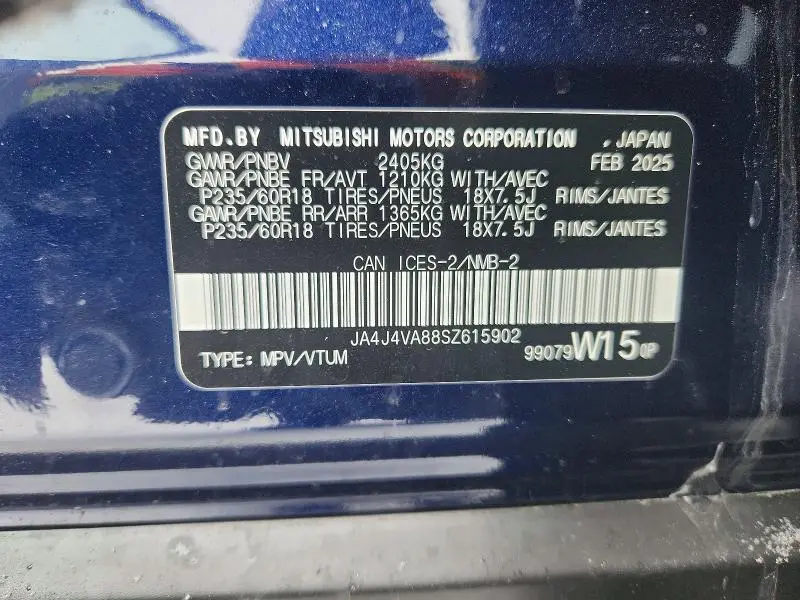 MFD.BY MITSUBISHI MOTORS CORPORATION , JAPAN
GVWR/PNBV 2405KG FEB 2025
GAWR/PNBE FR/AVT 1210KG WITH/AVEC
P235/60R18 TIRES/PNEUS 18X7.5J RIMS/JANTES
GAWR/PNBE RR/ARR 1365KG WITH/AVEC
P235/60R18 TIRES/PNEUS 18X7.5J RIMS/JANTES
CAN ICES-2/NMB-2
JA4J4VA88SZ615902
TYPE: MPV/VTUM 99079W15 0P